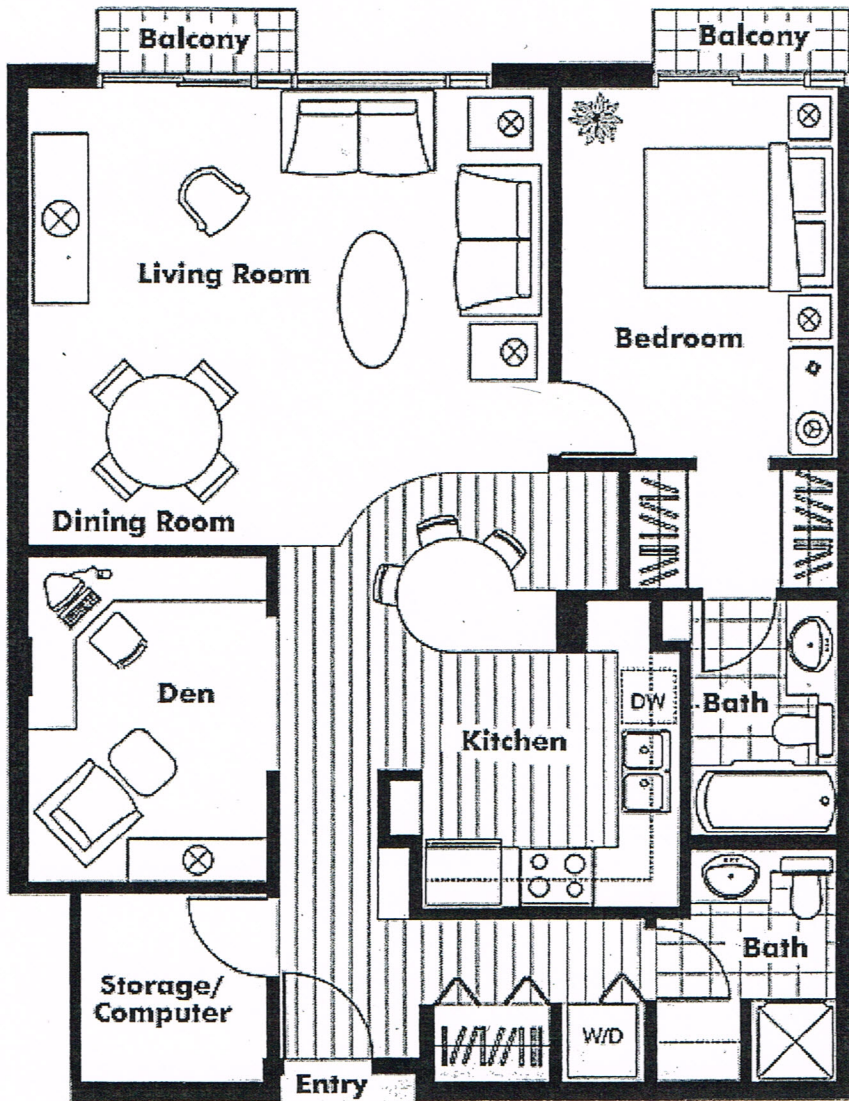 Balcony
Balcony
Living Room
Bedroom
Dining Room
Den
DW
Bath
Kitchen
Bath
Storage/
Computer
W/D
Entry